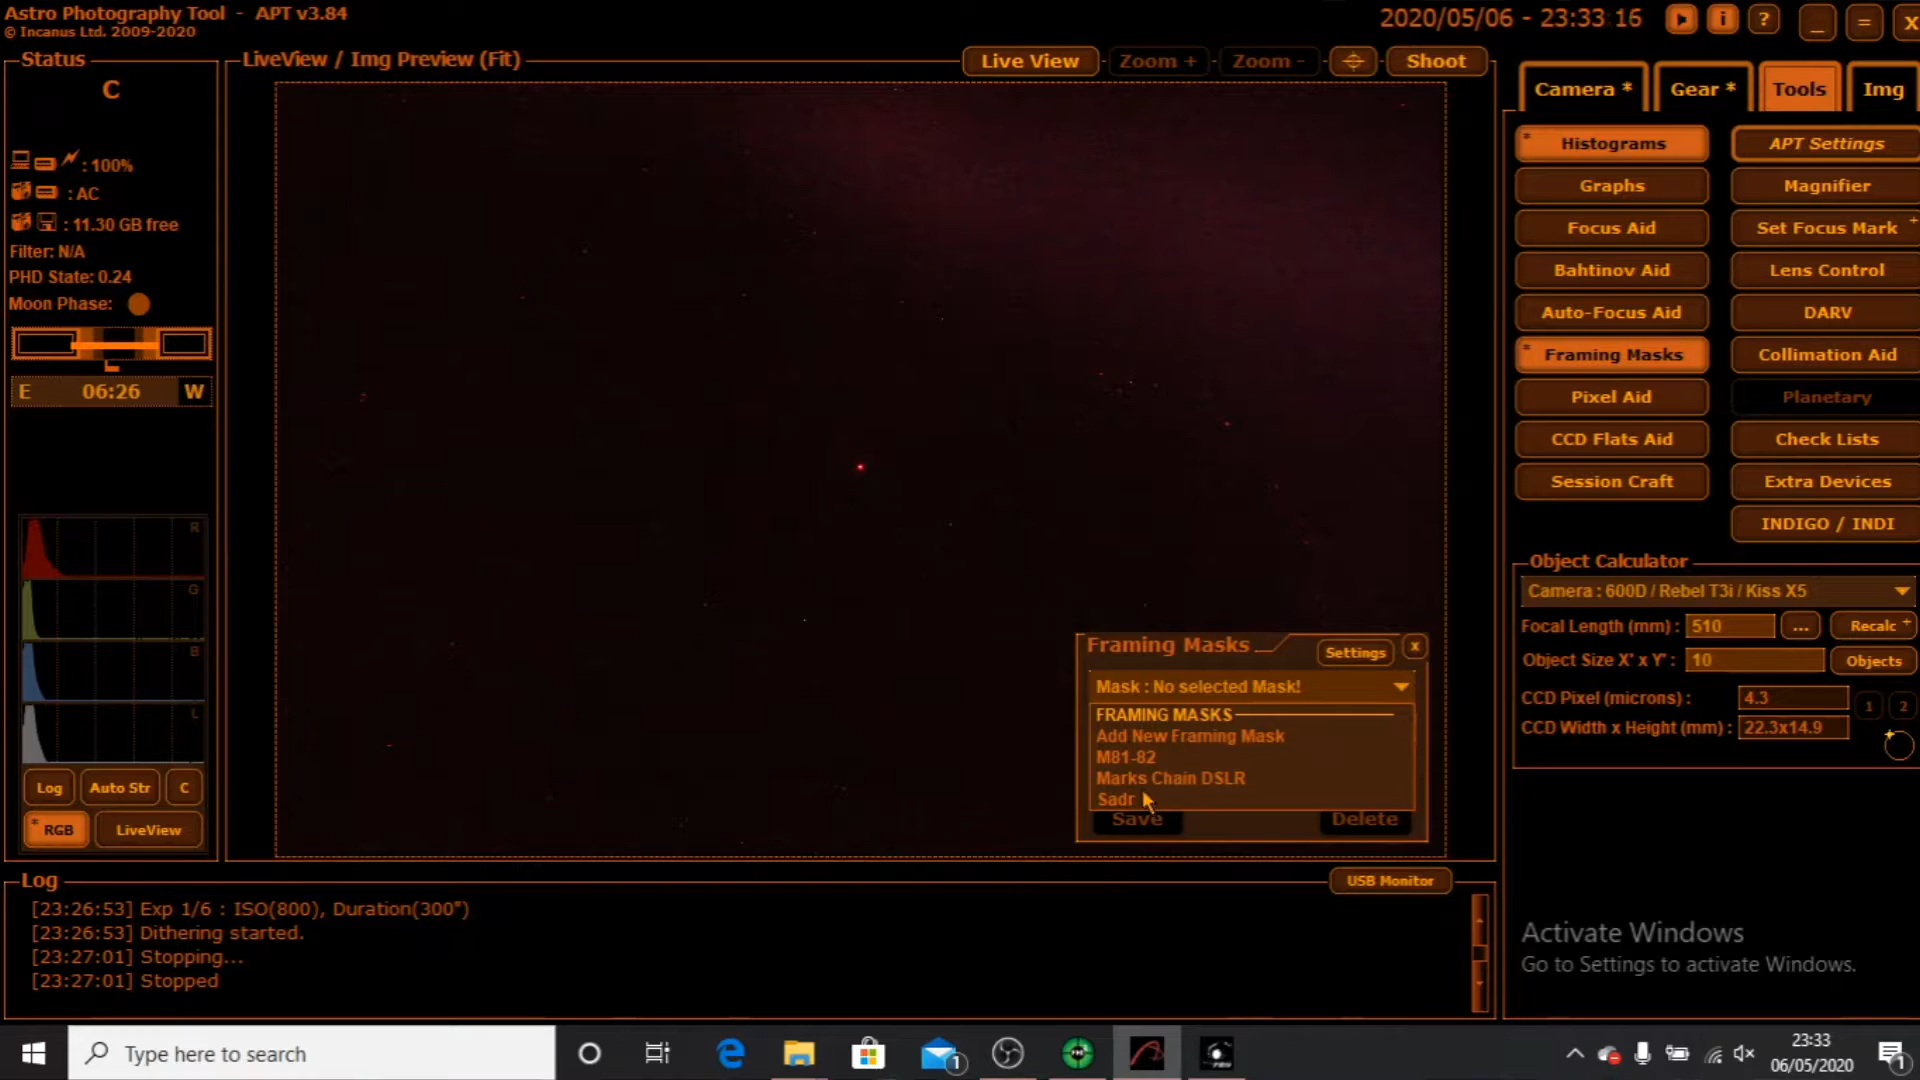 Astro Photography Tool - APT v3.84
© Incanus Ltd. 2009-2020
2020/05/06 - 23:33:16
i
?
X
Status
C
: 100%
: AC
: 11.30 GB free
Filter: N/A
PHD State: 0.24
Moon Phase:
E 06:26 W
R
G
B
L
Log
Auto Str
C
* RGB
LiveView
LiveView / Img Preview (Fit)
Live View
Zoom +
Zoom -
Shoot
Camera *
Gear *
Tools
Img
* Histograms
APT Settings
Graphs
Magnifier
Focus Aid
Set Focus Mark +
Bahtinov Aid
Lens Control
Auto-Focus Aid
DARV
* Framing Masks
Collimation Aid
Pixel Aid
Planetary
CCD Flats Aid
Check Lists
Session Craft
Extra Devices
INDIGO / INDI
Object Calculator
Camera : 600D / Rebel T3i / Kiss X5
Focal Length (mm) : 510 ... Recalc +
Object Size X' x Y' : 10 Objects
CCD Pixel (microns) : 4.3 1 2
CCD Width x Height (mm) : 22.3x14.9
Framing Masks
Settings
x
Mask : No selected Mask!
FRAMING MASKS
Add New Framing Mask
M81-82
Marks Chain DSLR
Sadr
Save
Delete
Log
USB Monitor
[23:26:53] Exp 1/6 : ISO(800), Duration(300")
[23:26:53] Dithering started.
[23:27:01] Stopping...
[23:27:01] Stopped
Activate Windows
Go to Settings to activate Windows.
Type here to search
1
23:33
06/05/2020
1